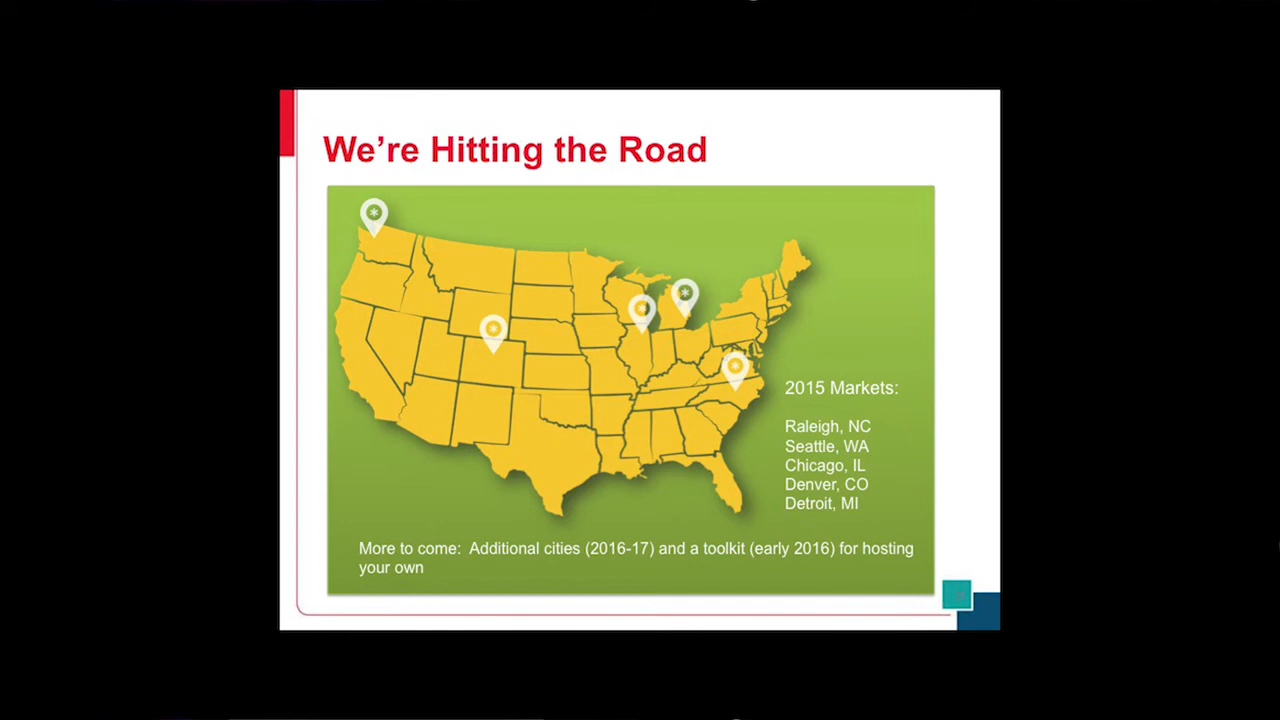 We're Hitting the Road
2015 Markets:
Raleigh, NC
Seattle, WA
Chicago, IL
Denver, CO
Detroit, MI
More to come:  Additional cities (2016-17) and a toolkit (early 2016) for hosting
your own